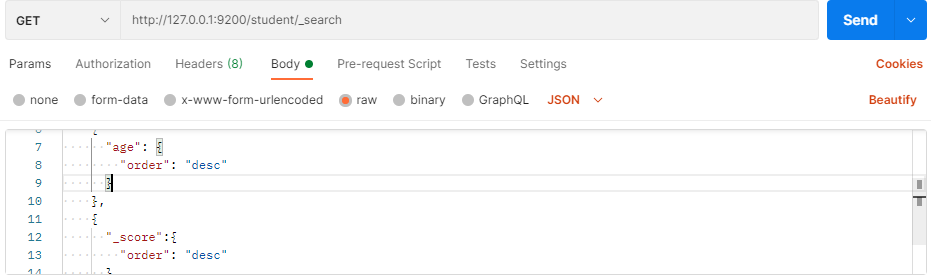 GET http://127.0.0.1:9200/student/_search Send
Params Authorization Headers (8) Body Pre-request Script Tests Settings Cookies
none form-data x-www-form-urlencoded raw binary GraphQL JSON Beautify
7 "age": {
8 "order": "desc"
9 }
10 },
11 {
12 "_score":{
13 "order": "desc"
14 }